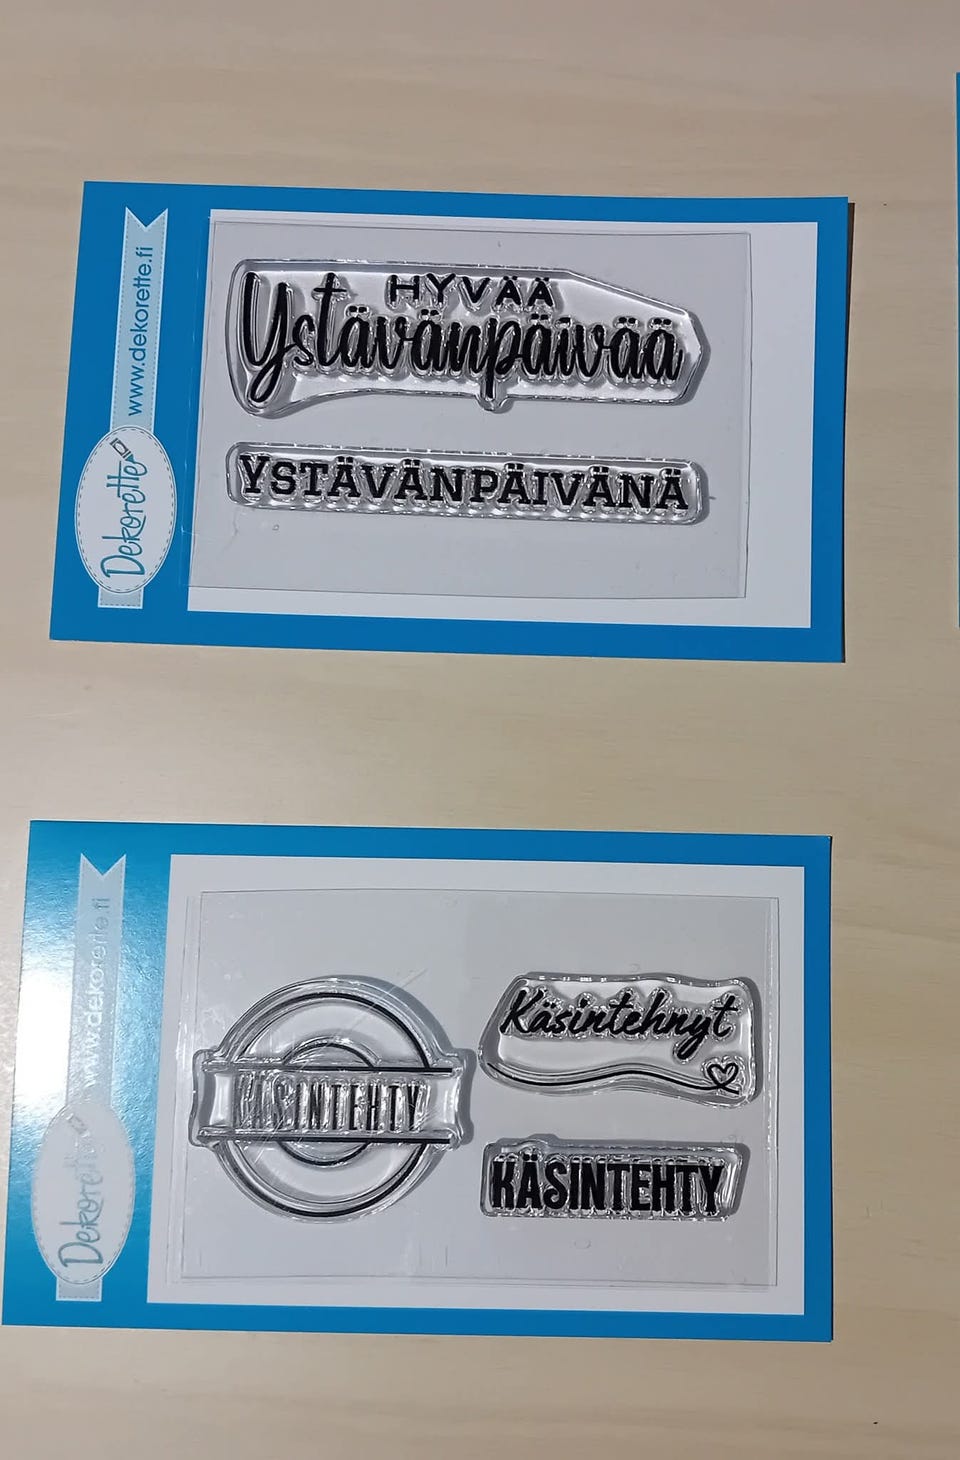 www.dekorette.fi
Dekorette
HYVÄÄ
Ystävänpäivää
YSTÄVÄNPÄIVÄNÄ
www.dekorette.fi
Dekorette
KÄSINTEHTY
Käsintehnyt
KÄSINTEHTY